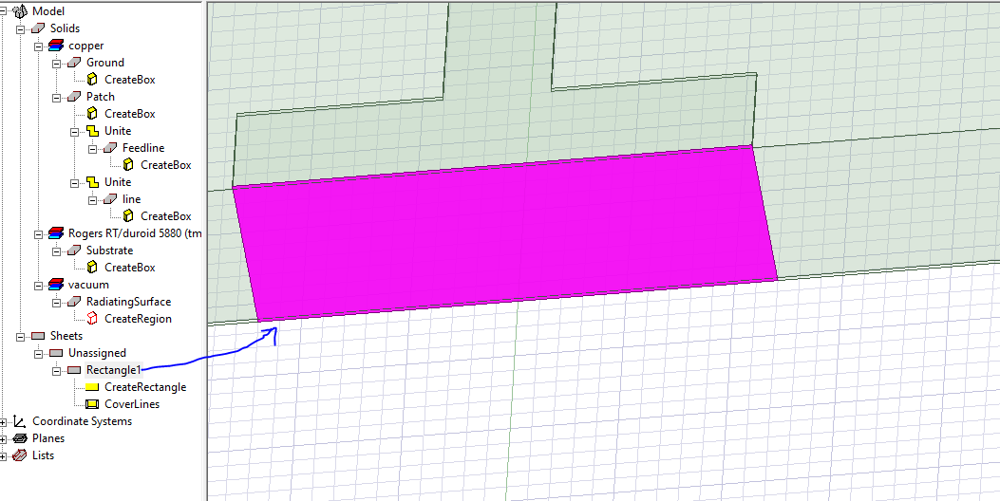 Model
Solids
copper
Ground
CreateBox
Patch
CreateBox
Unite
Feedline
CreateBox
Unite
line
CreateBox
Rogers RT/duroid 5880 (tm
Substrate
CreateBox
vacuum
RadiatingSurface
CreateRegion
Sheets
Unassigned
Rectangle1
CreateRectangle
CoverLines
Coordinate Systems
Planes
Lists